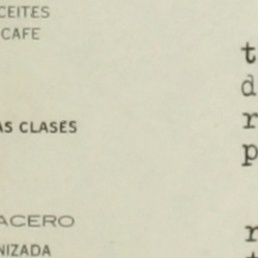 CEITES
CAFE
AS CLASES
ACERO
NIZADA
t
d
r
p
r